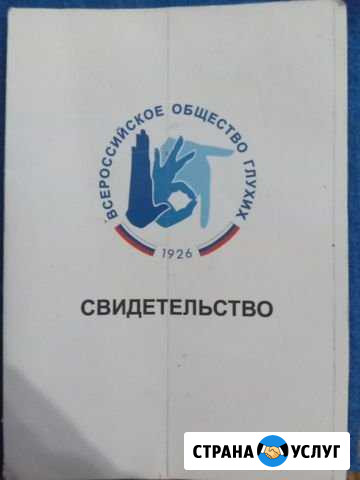 ВСЕРОССИЙСКОЕ ОБЩЕСТВО ГЛУХИХ
1926
СВИДЕТЕЛЬСТВО
СТРАНА УСЛУГ